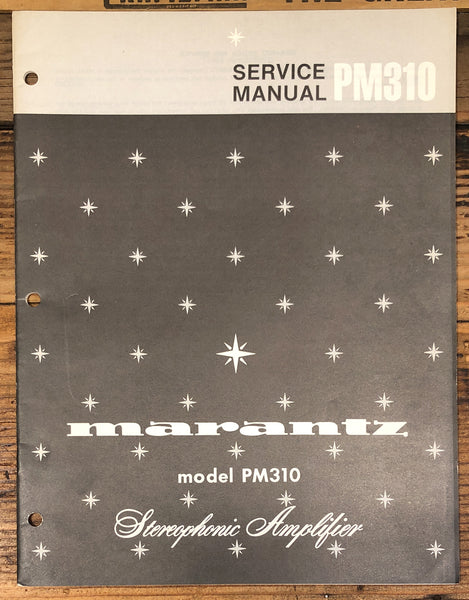 SERVICE
MANUAL PM310
marantz
model PM310
Stereophonic Amplifier